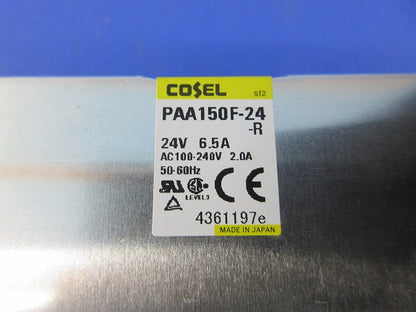 COSEL
s12
PAA150F-24
-R
24V 6.5A
AC100-240V 2.0A
50-60Hz
LEVEL3
4361197e
MADE IN JAPAN